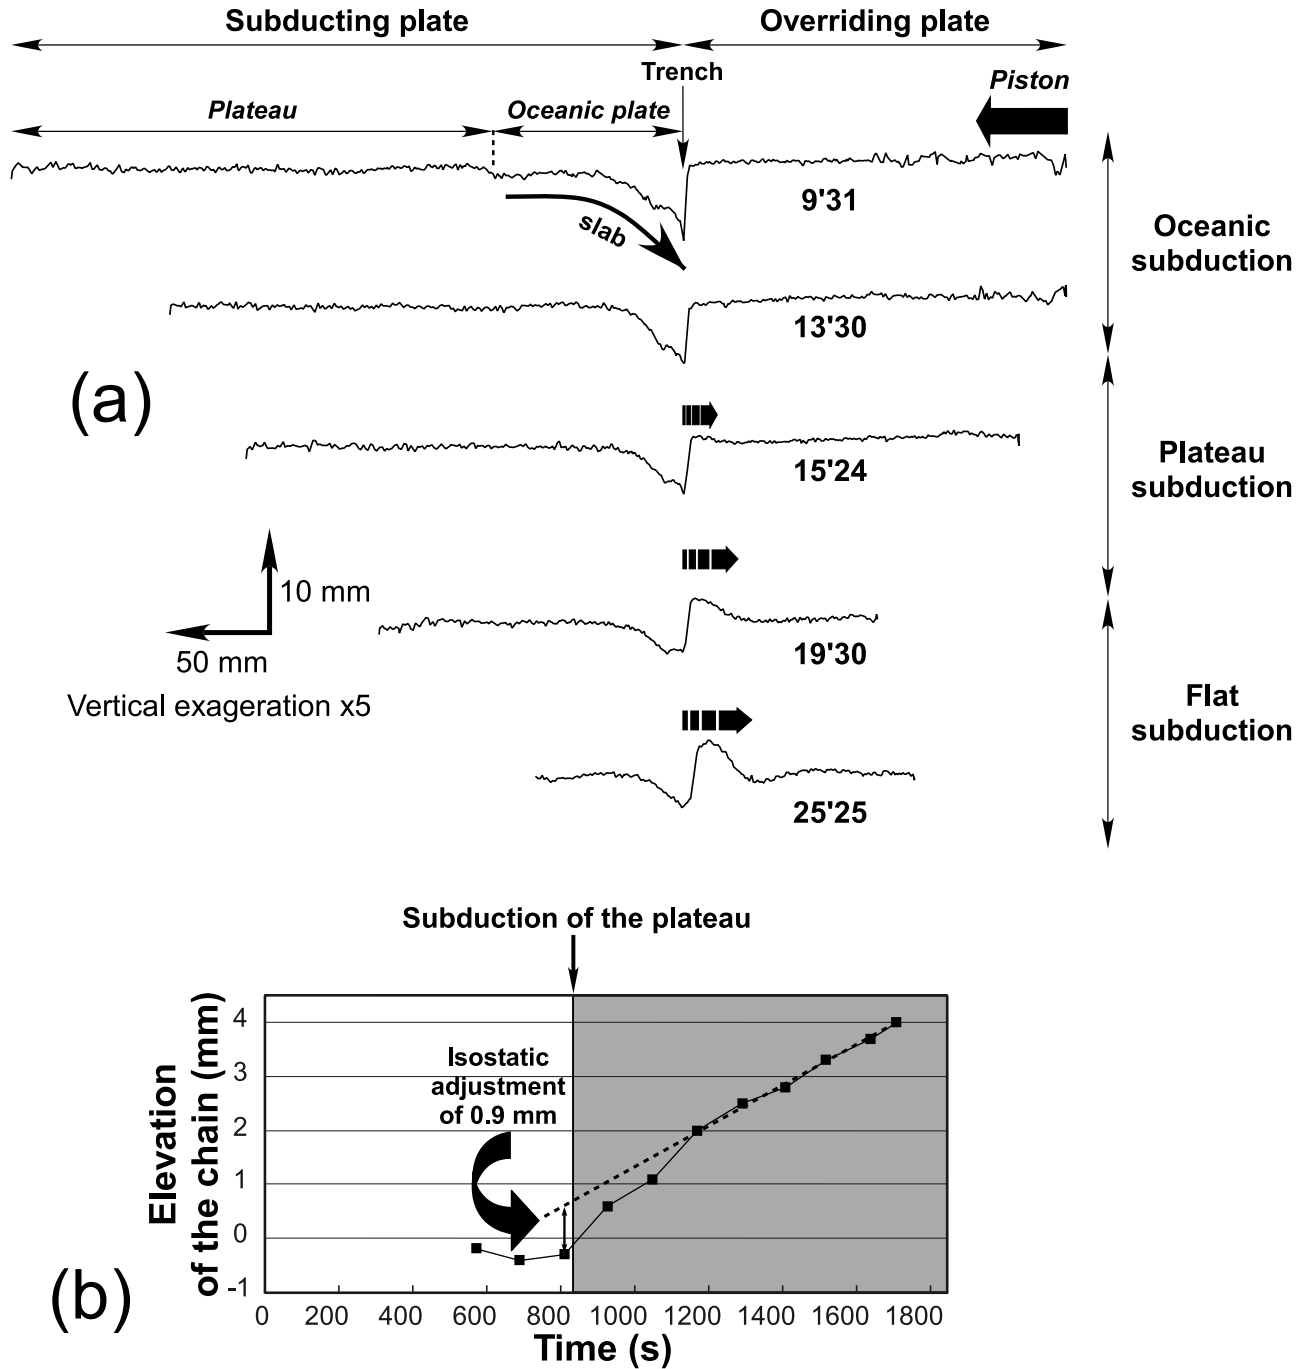 Subducting plate
Overriding plate
Trench
Piston
Plateau
Oceanic plate
9'31
slab
Oceanic
subduction
13'30
(a)
15'24
Plateau
subduction
10 mm
50 mm
19'30
Vertical exageration x5
Flat
subduction
25'25
Subduction of the plateau
Elevation
of the chain (mm)
4
3
2
1
0
-1
Isostatic
adjustment
of 0.9 mm
(b)
0 200 400 600 800 1000 1200 1400 1600 1800
Time (s)